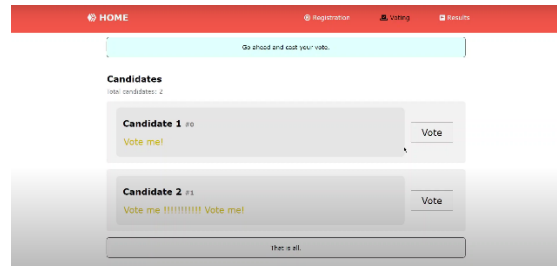 HOME
Registration Voting Results
Go ahead and cast your vote.
Candidates
Total candidates: 2
Candidate 1 #0
Vote me!
Vote
Candidate 2 #1
Vote me !!!!!!!!!!! Vote me!
Vote
That is all.